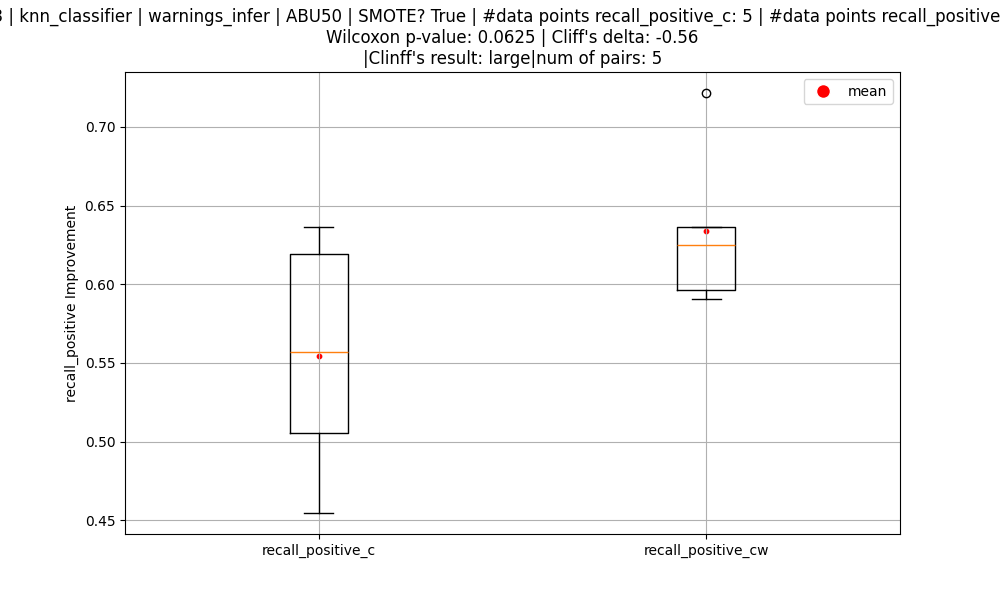 3 | knn_classifier | warnings_infer | ABU50 | SMOTE? True | #data points recall_positive_c: 5 | #data points recall_positive
Wilcoxon p-value: 0.0625 | Cliff's delta: -0.56
|Clinff's result: large|num of pairs: 5
mean
0.70
0.65
0.60
0.55
0.50
0.45
recall_positive Improvement
recall_positive_c
recall_positive_cw